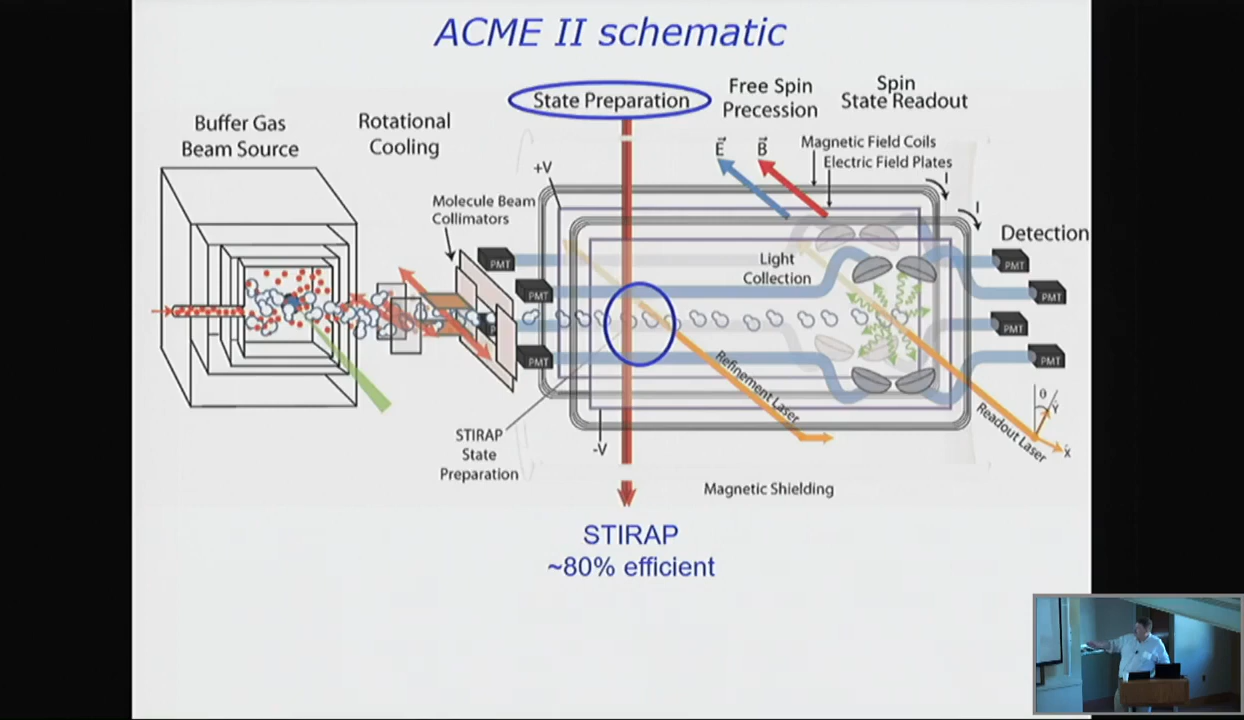 ACME II schematic
State Preparation
Free Spin
Precession
Spin
State Readout
Buffer Gas
Beam Source
Rotational
Cooling
Magnetic Field Coils
Electric Field Plates
E
B
+V
I
I
Molecule Beam
Collimators
Detection
Light
Collection
PMT
PMT
PMT
PMT
PMT
PMT
PMT
Refinement Laser
Readout Laser
θ
Y
X
STIRAP
State
Preparation
-V
Magnetic Shielding
STIRAP
~80% efficient